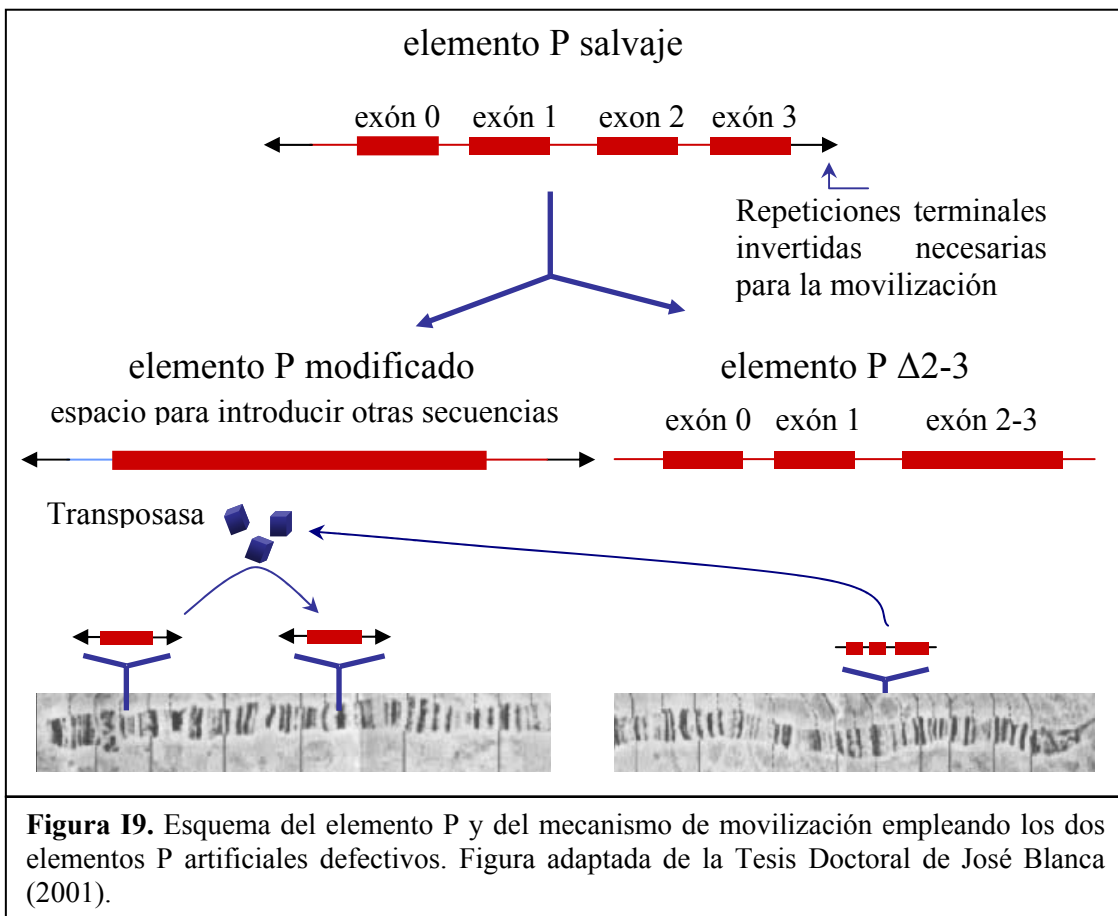 elemento P salvaje
exón 0 exón 1 exon 2 exón 3
Repeticiones terminales
invertidas necesarias
para la movilización
elemento P modificado
espacio para introducir otras secuencias
elemento P Δ2-3
exón 0 exón 1 exón 2-3
Transposasa
Figura I9. Esquema del elemento P y del mecanismo de movilización empleando los dos
elementos P artificiales defectivos. Figura adaptada de la Tesis Doctoral de José Blanca
(2001).